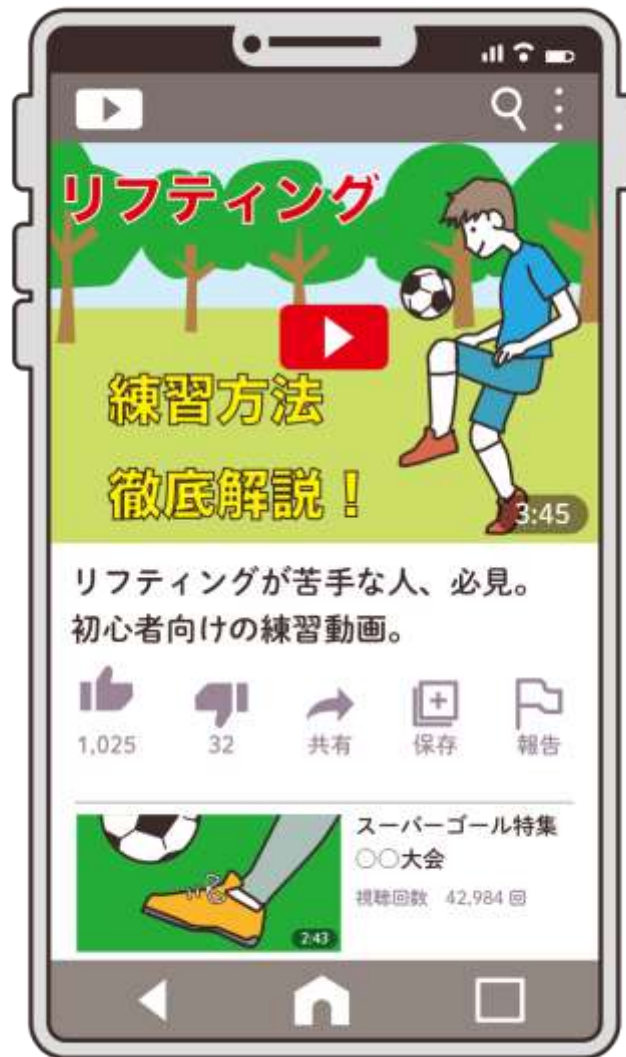 リフティング
練習方法
徹底解説！
3:45
リフティングが苦手な人、必見。
初心者向けの練習動画。
1,025
32
共有
保存
報告
スーパーゴール特集
○○大会
視聴回数 42,984 回
2:43